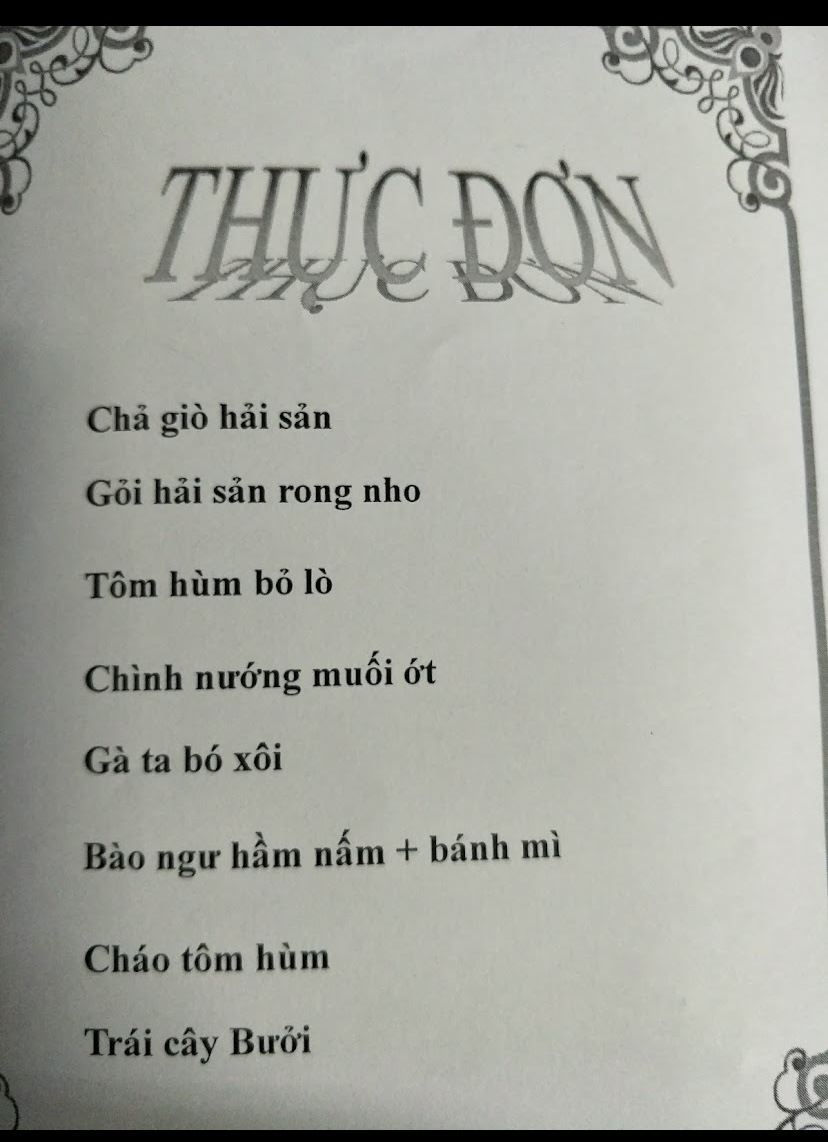 THỰC ĐƠN
Chả giò hải sản
Gỏi hải sản rong nho
Tôm hùm bỏ lò
Chình nướng muối ớt
Gà ta bó xôi
Bào ngư hầm nấm + bánh mì
Cháo tôm hùm
Trái cây Bưởi